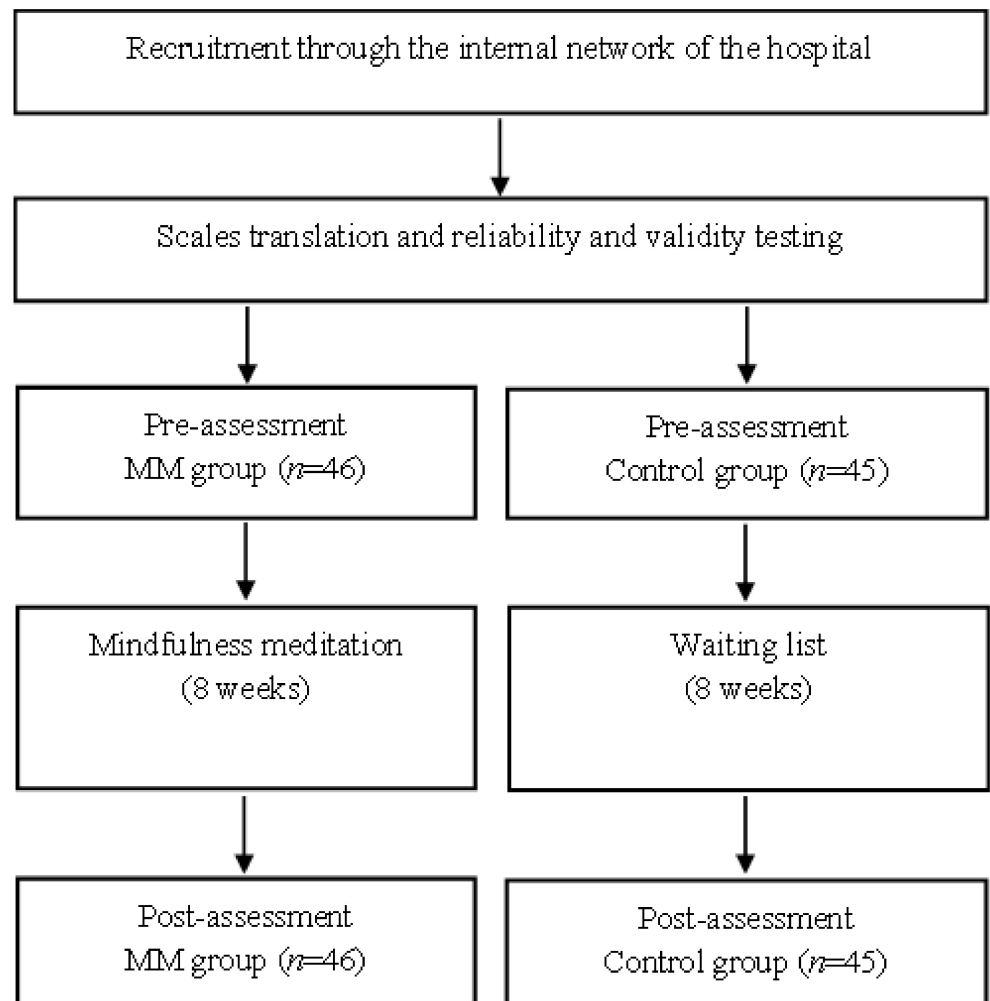 Recruitment through the internal network of the hospital
Scales translation and reliability and validity testing
Pre-assessment
MM group (n=46)
Pre-assessment
Control group (n=45)
Mindfulness meditation
(8 weeks)
Waiting list
(8 weeks)
Post-assessment
MM group (n=46)
Post-assessment
Control group (n=45)